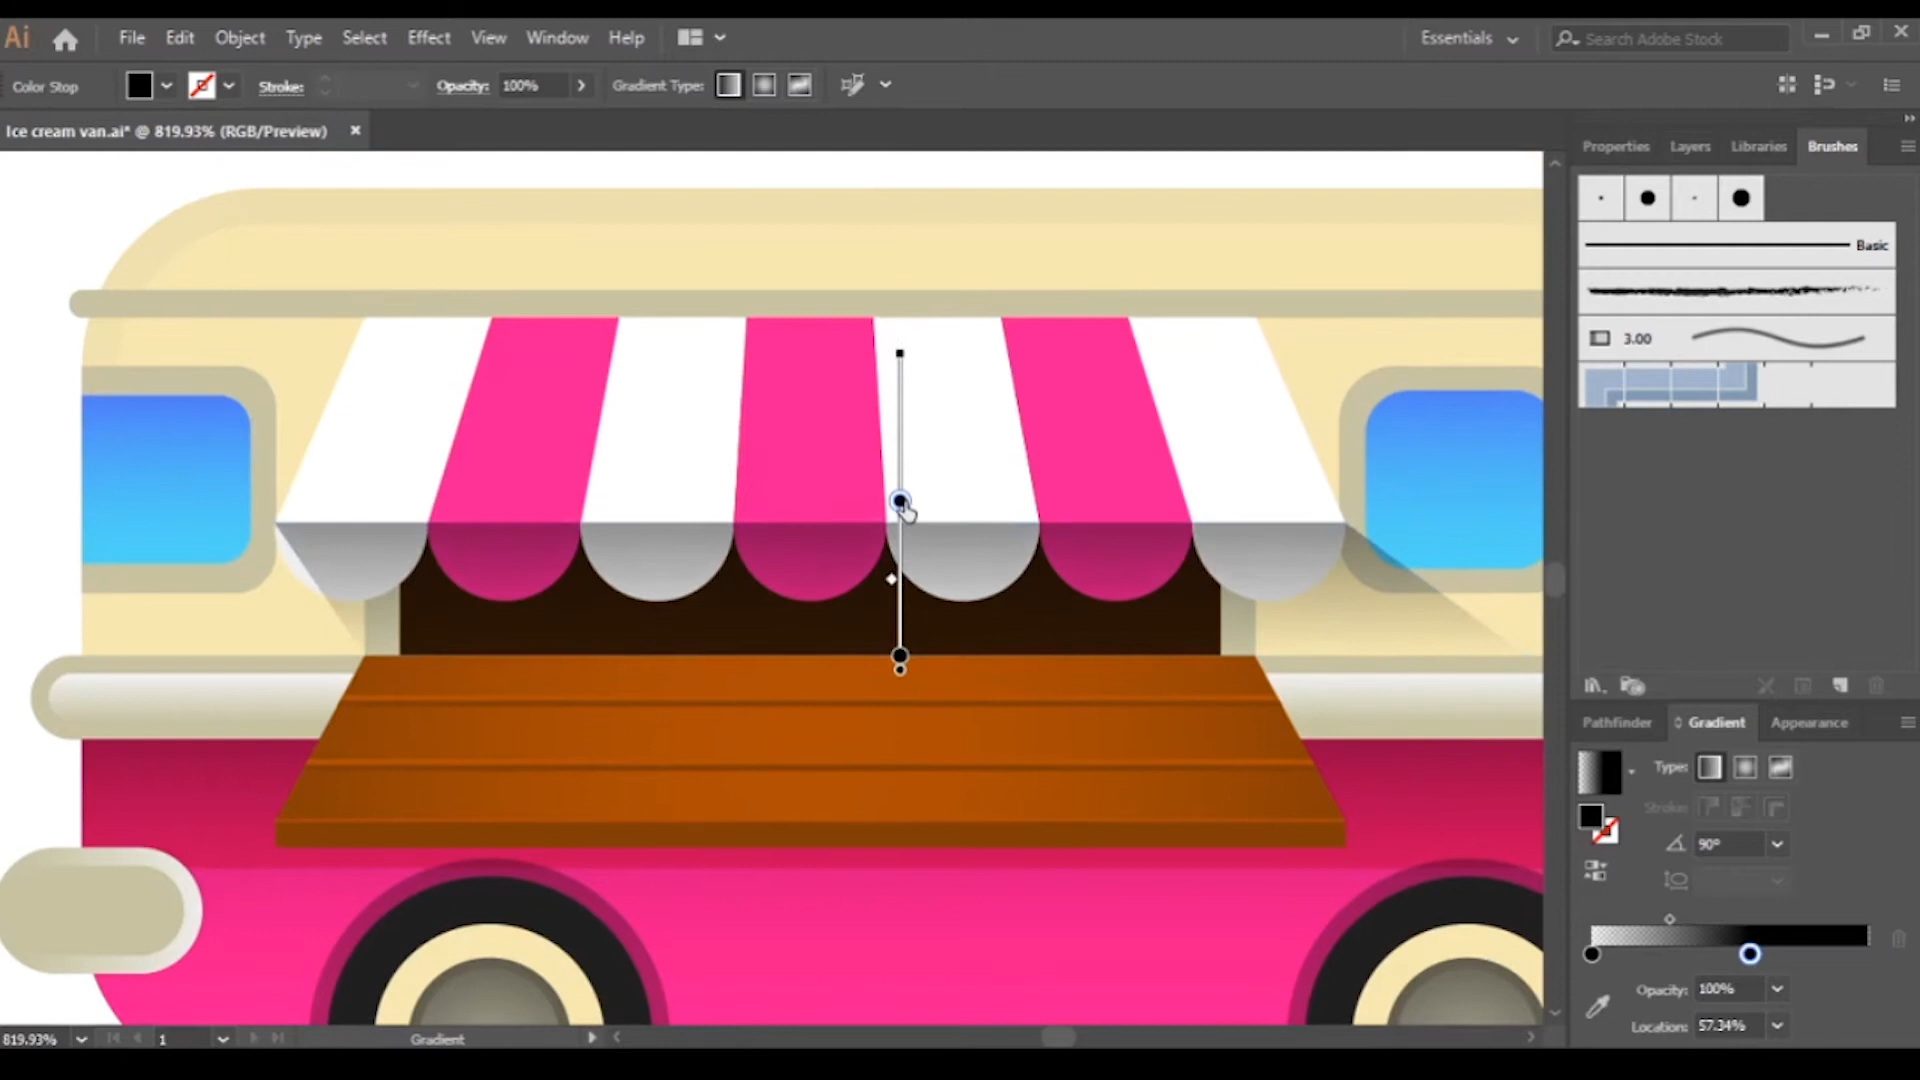 Ai File Edit Object Type Select Effect View Window Help Essentials Search Adobe Stock
Color Stop Stroke: Opacity: 100% Gradient Type:
Ice cream van.ai* @ 819.93% (RGB/Preview)
Properties Layers Libraries Brushes
Basic
3.00
Pathfinder Gradient Appearance
Type:
Stroke:
90°
Opacity: 100%
Location: 57.34%
819.93% 1 Gradient